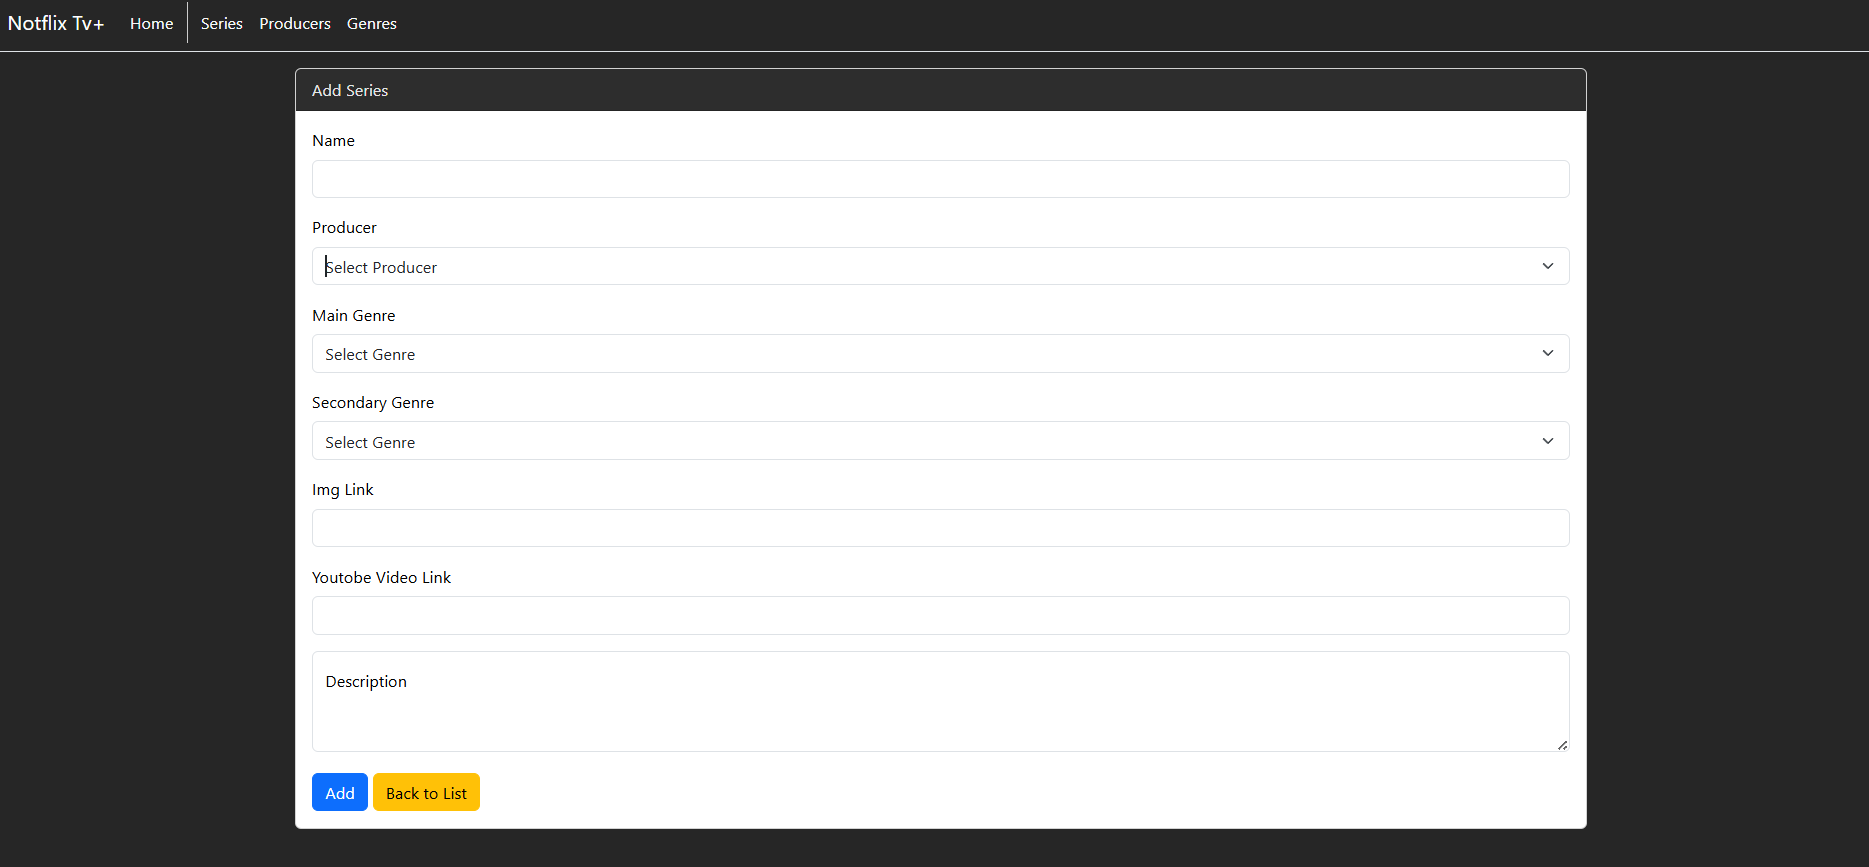 Notflix Tv+ Home Series Producers Genres
Add Series
Name
Producer
Select Producer
Main Genre
Select Genre
Secondary Genre
Select Genre
Img Link
Youtobe Video Link
Description
Add Back to List